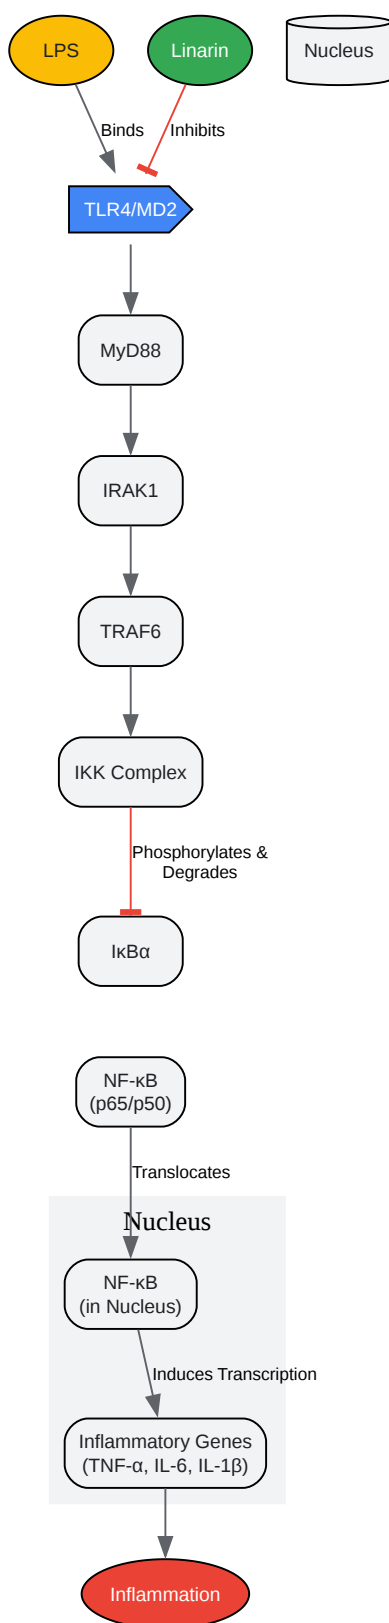 LPS
Linarin
Nucleus
Binds
Inhibits
TLR4/MD2
MyD88
IRAK1
TRAF6
IKK Complex
Phosphorylates &
Degrades
IκBα
NF-κB
(p65/p50)
Translocates
Nucleus
NF-κB
(in Nucleus)
Induces Transcription
Inflammatory Genes
(TNF-α, IL-6, IL-1β)
Inflammation